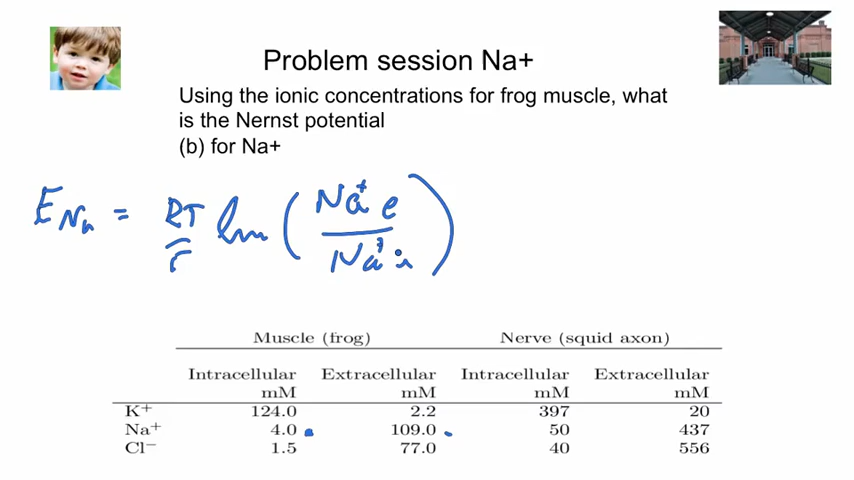 Problem session Na+
Using the ionic concentrations for frog muscle, what
is the Nernst potential
(b) for Na+
E Na = RT/F ln ( Na+ e / Na+ i )
Muscle (frog) Nerve (squid axon)
Intracellular Extracellular Intracellular Extracellular
mM mM mM mM
K+ 124.0 2.2 397 20
Na+ 4.0 109.0 50 437
Cl− 1.5 77.0 40 556